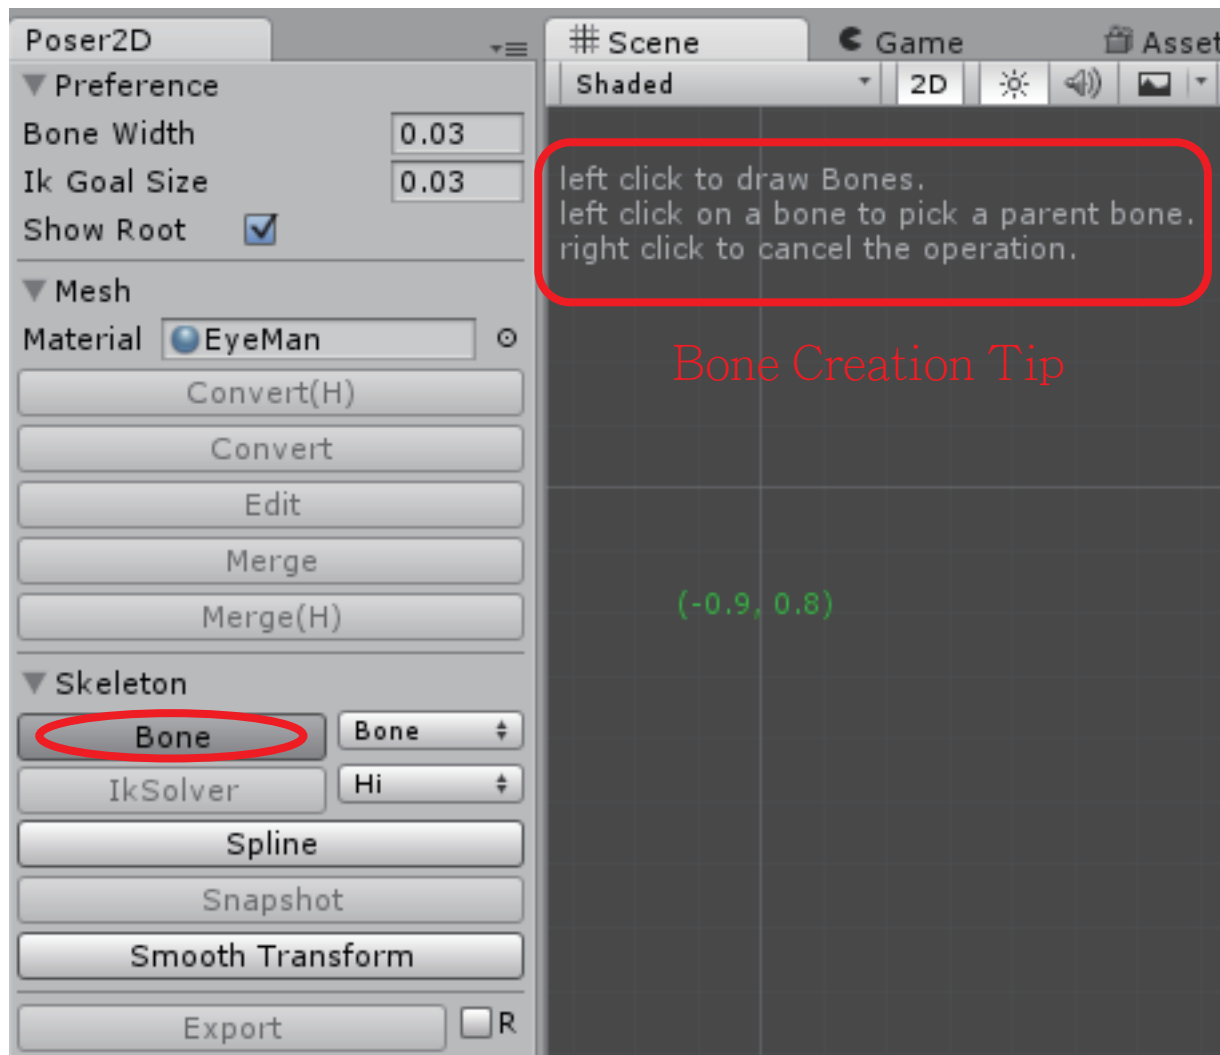 Poser2D
Preference
Bone Width 0.03
Ik Goal Size 0.03
Show Root
Mesh
Material EyeMan
Convert(H)
Convert
Edit
Merge
Merge(H)
Skeleton
Bone Bone
IkSolver Hi
Spline
Snapshot
Smooth Transform
Export R
Scene Game Asset
Shaded 2D
left click to draw Bones.
left click on a bone to pick a parent bone.
right click to cancel the operation.
Bone Creation Tip
(-0.9, 0.8)